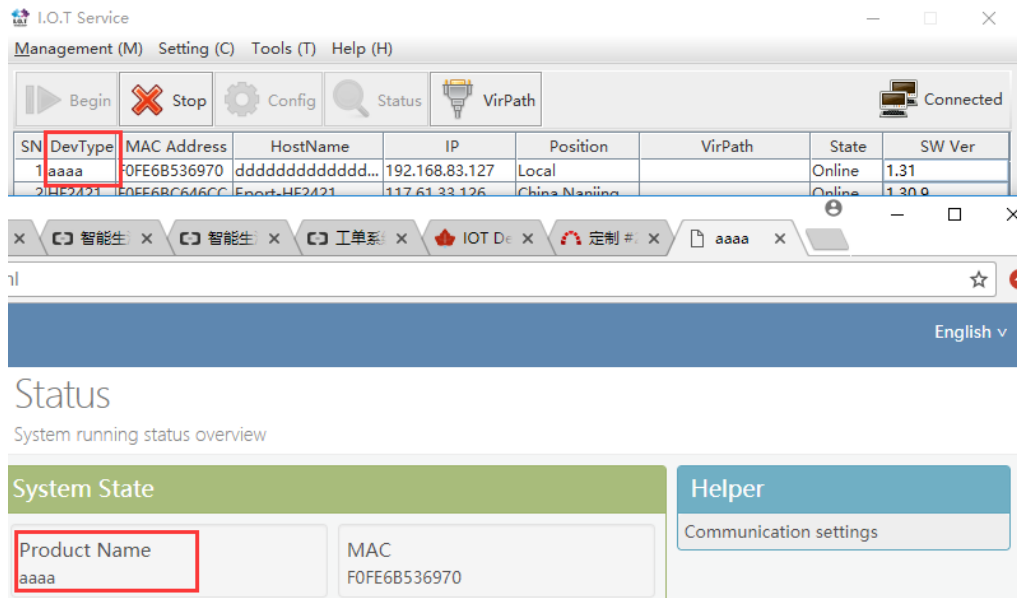 I.O.T Service
Management (M) Setting (C) Tools (T) Help (H)
Begin Stop Config Status VirPath Connected
SN DevType MAC Address HostName IP Position VirPath State SW Ver
1 aaaa F0FE6B536970 ddddddddddddd... 192.168.83.127 Local Online 1.31
2 HF2421 F0FE6BC646CC Eport-HF2421 117.61.33.126 China Nanjing Online 1.30.9
智能生 智能生 工单系 IOT De 定制 #: aaaa
nl
English
Status
System running status overview
System State
Helper
Communication settings
Product Name
aaaa
MAC
F0FE6B536970